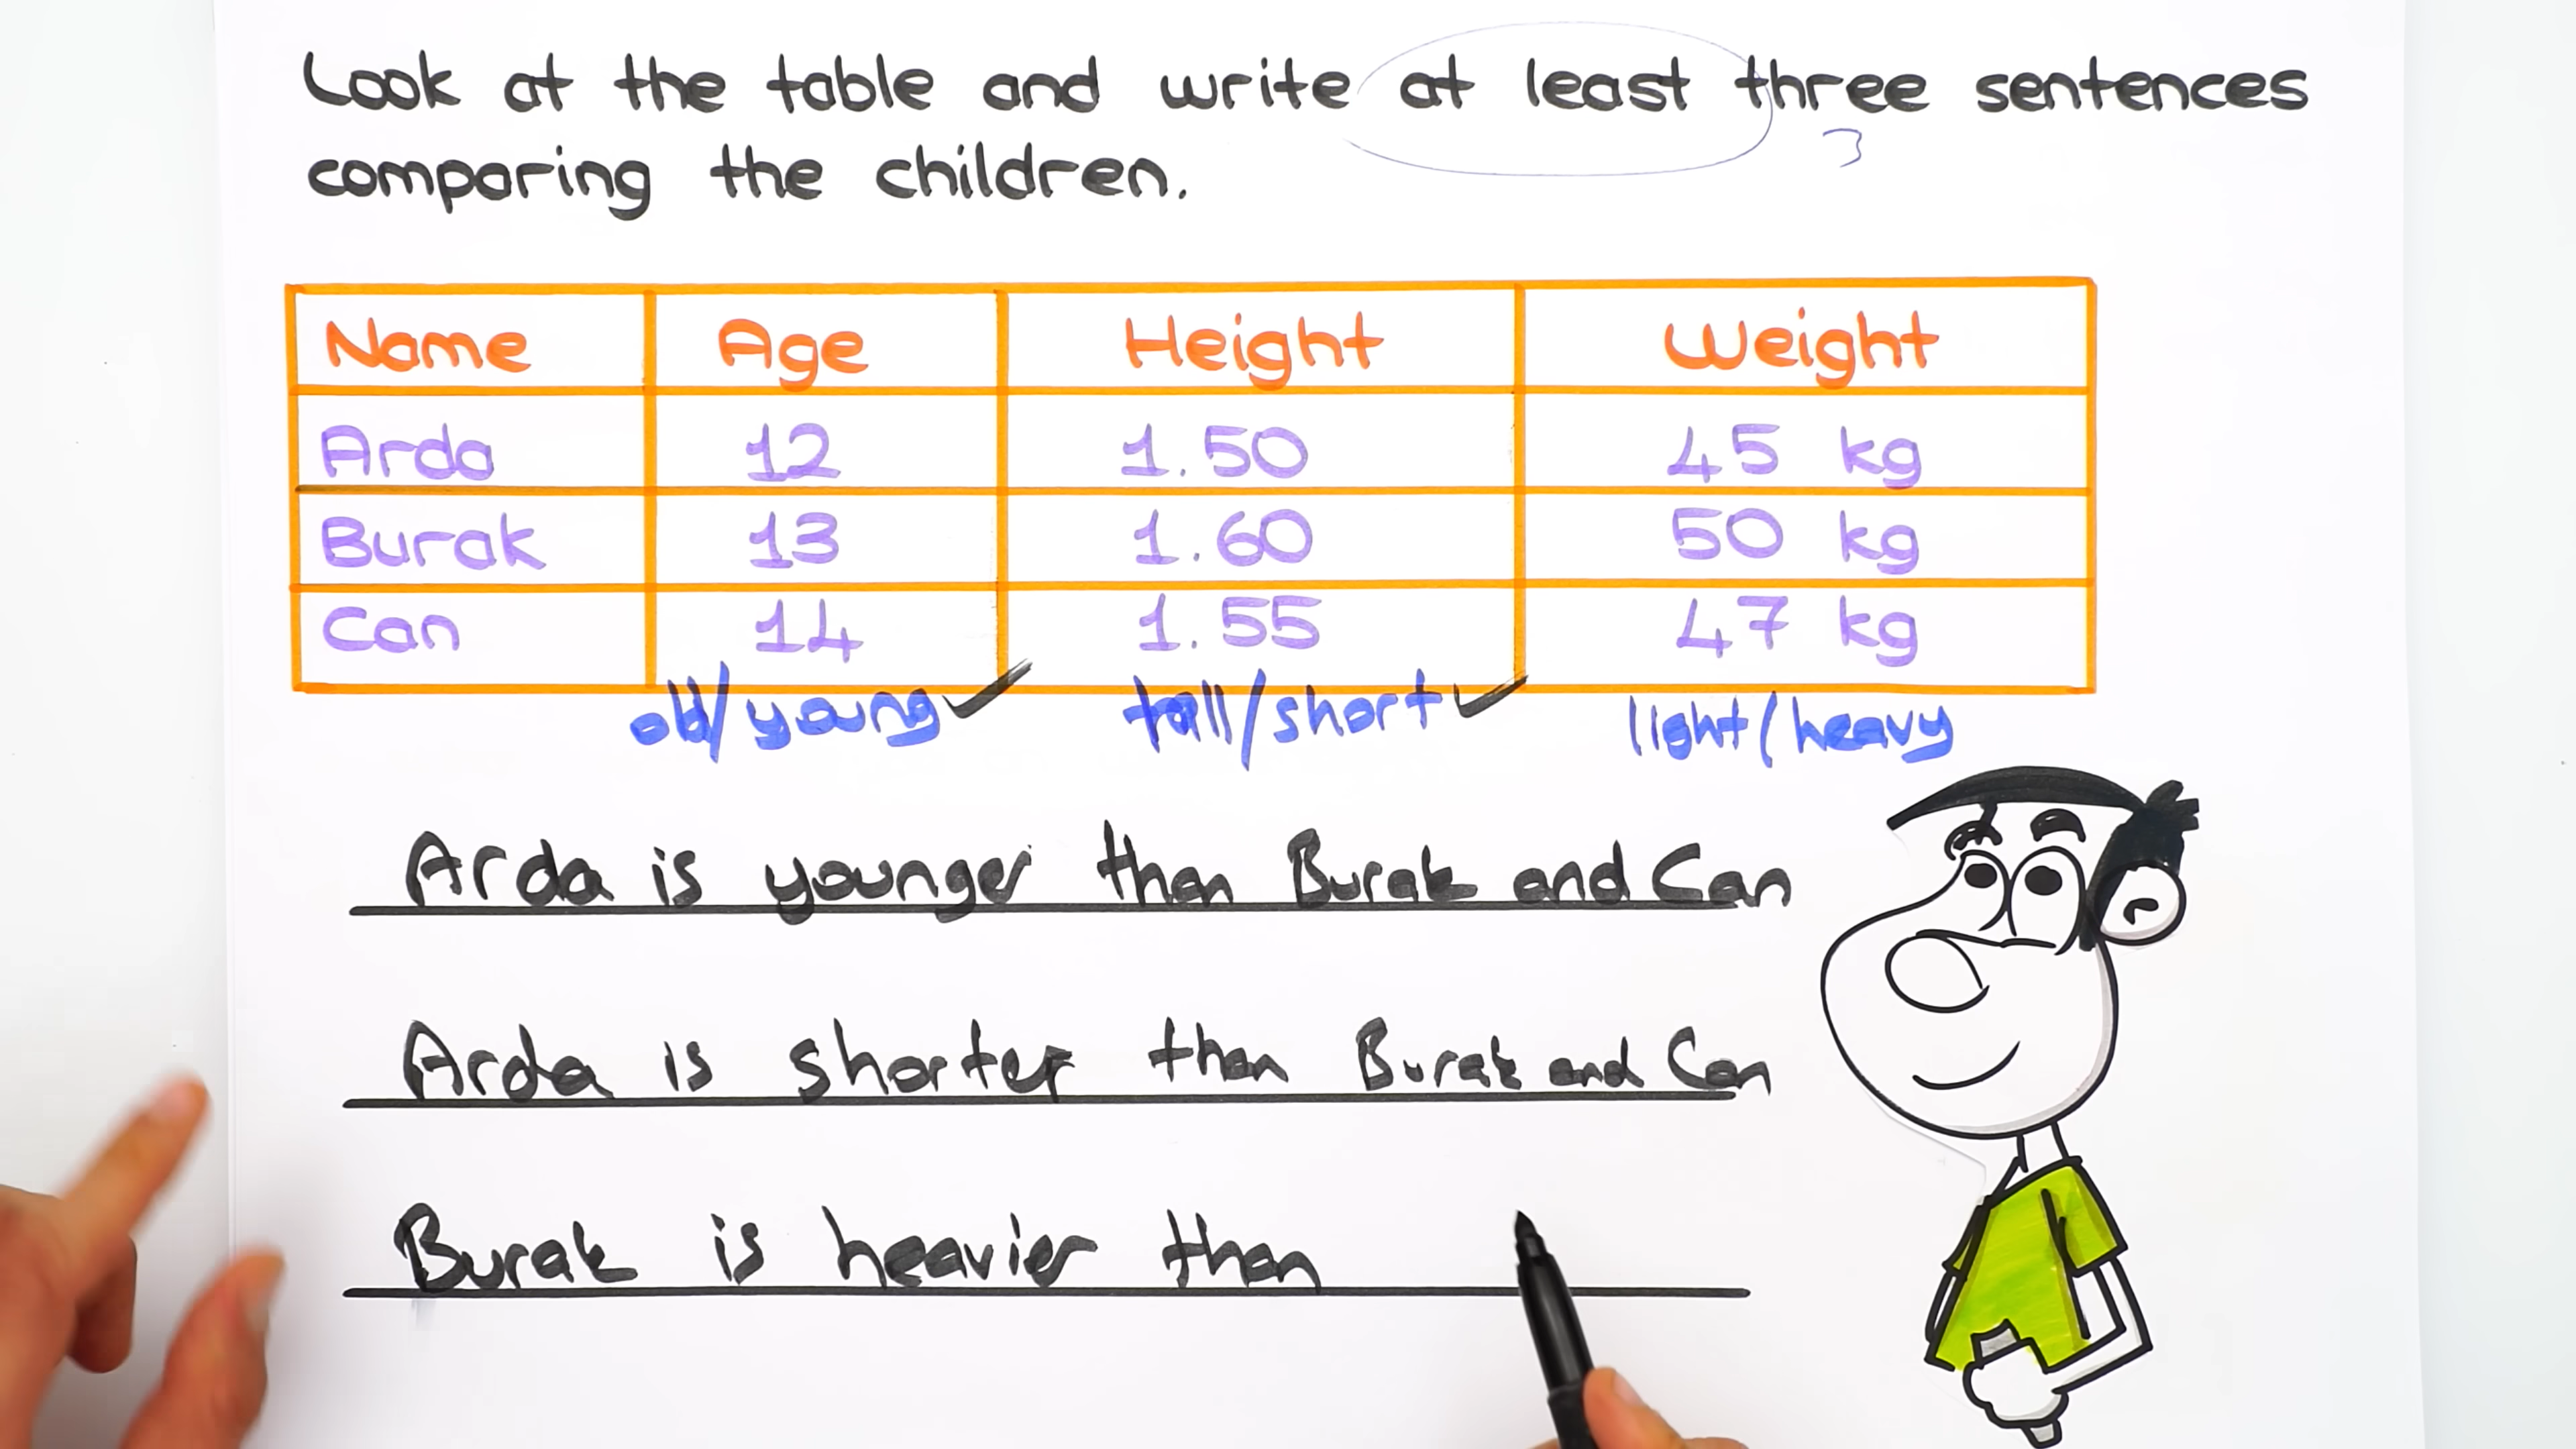 Look at the table and write at least three sentences
3
comparing the children.
Name Age Height Weight
Arda 12 1.50 45 kg
Burak 13 1.60 50 kg
Can 14 1.55 47 kg
old/young tall/short light/heavy
Arda is younger than Burak and Can
Arda is shorter than Burak and Can
Burak is heavier than